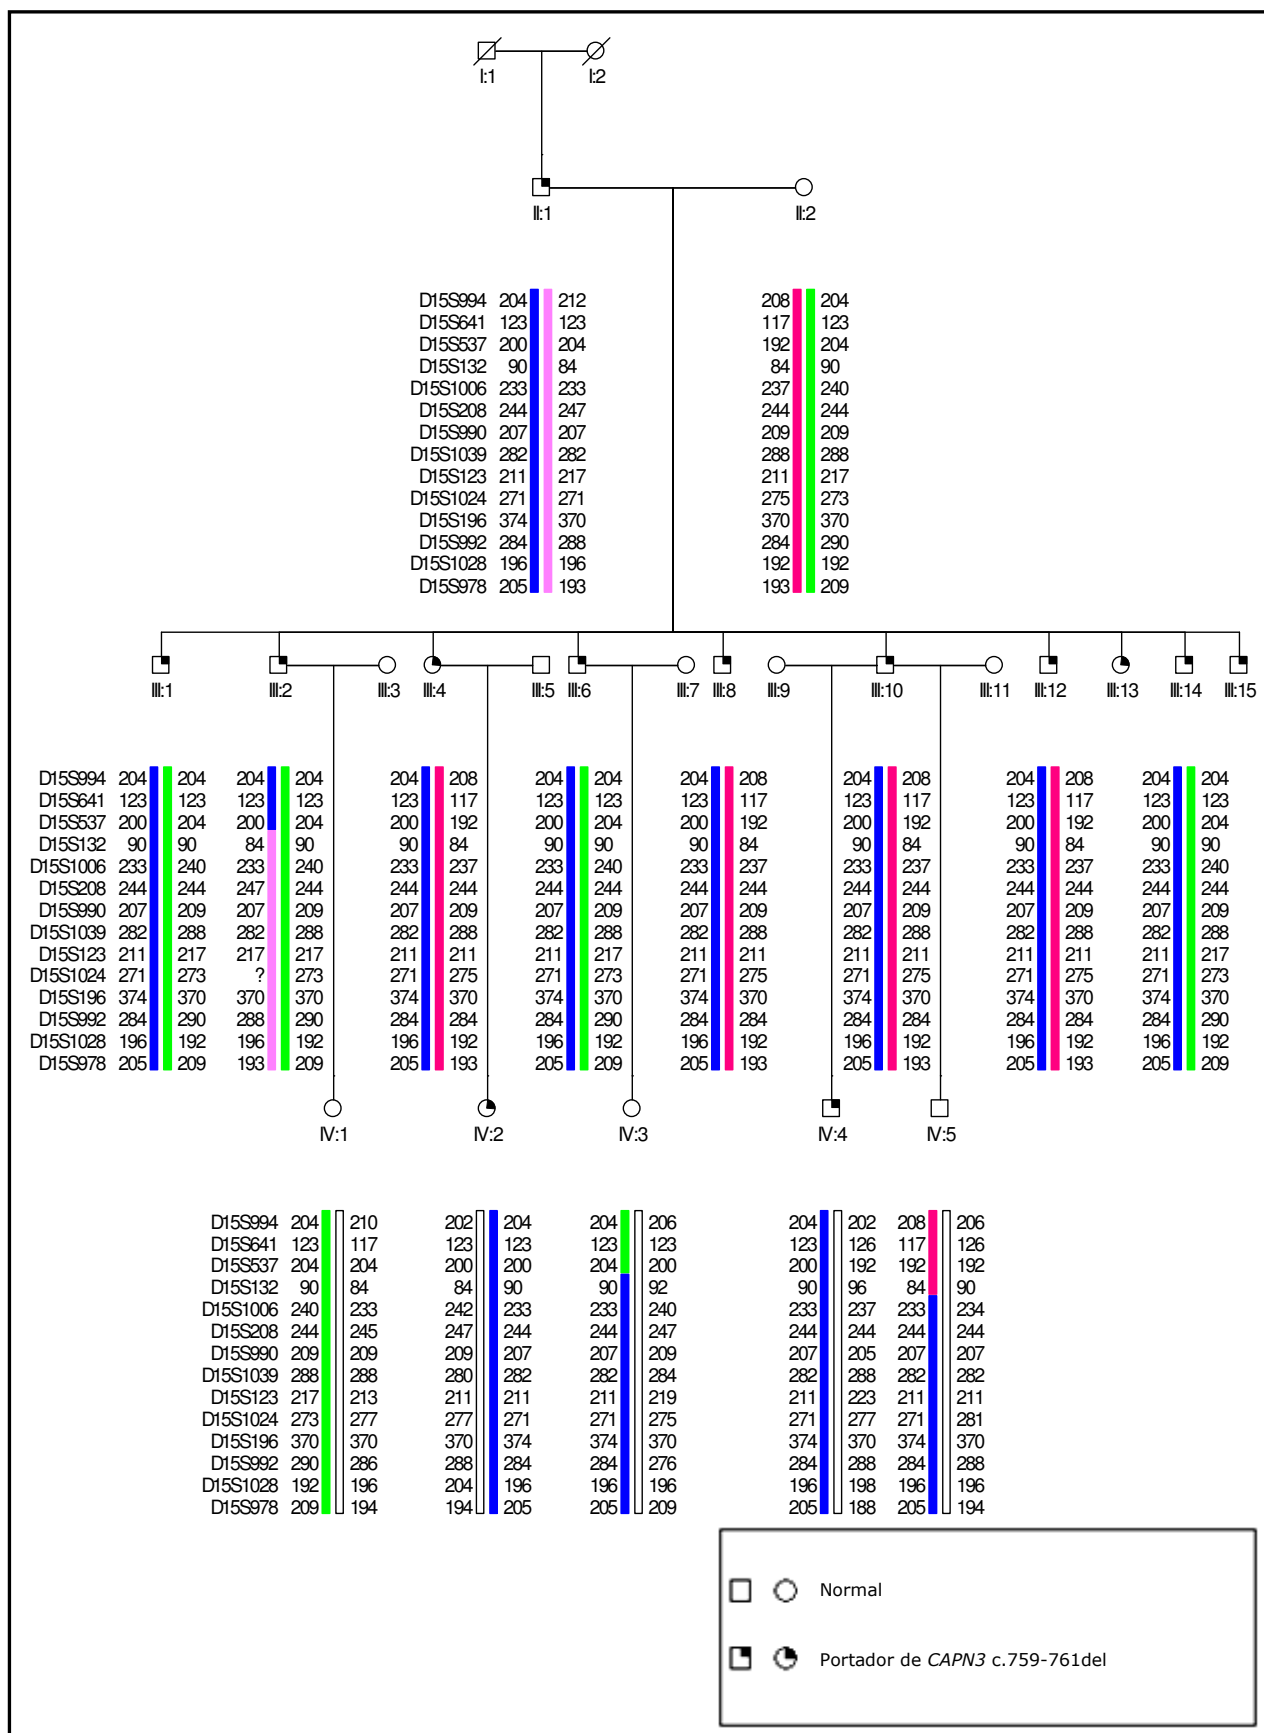 I:1 I:2
II:1 II:2
D15S994 204 212 208 204
D15S641 123 123 117 123
D15S537 200 204 192 204
D15S132 90 84 84 90
D15S1006 233 233 237 240
D15S208 244 247 244 244
D15S990 207 207 209 209
D15S1039 282 282 288 288
D15S123 211 217 211 217
D15S1024 271 271 275 273
D15S196 374 370 370 370
D15S992 284 288 284 290
D15S1028 196 196 192 192
D15S978 205 193 193 209
III:1 III:2 III:3 III:4 III:5 III:6 III:7 III:8 III:9 III:10 III:11 III:12 III:13 III:14 III:15
D15S994 204 204 204 204 204 208 204 204 204 208 204 208 204 208 204 204
D15S641 123 123 123 123 123 117 123 123 123 117 123 117 123 117 123 123
D15S537 200 204 200 204 200 192 200 204 200 192 200 192 200 192 200 204
D15S132 90 90 84 90 90 84 90 90 90 84 90 84 90 84 90 90
D15S1006 233 240 233 240 233 237 233 240 233 237 233 237 233 237 233 240
D15S208 244 244 247 244 244 244 244 244 244 244 244 244 244 244 244 244
D15S990 207 209 207 209 207 209 207 209 207 209 207 209 207 209 207 209
D15S1039 282 288 282 288 282 288 282 288 282 288 282 288 282 288 282 288
D15S123 211 217 217 217 211 211 211 217 211 211 211 211 211 211 211 217
D15S1024 271 273 ? 273 271 275 271 273 271 275 271 275 271 275 271 273
D15S196 374 370 370 370 374 370 374 370 374 370 374 370 374 370 374 370
D15S992 284 290 288 290 284 284 284 290 284 284 284 284 284 284 284 290
D15S1028 196 192 196 192 196 192 196 192 196 192 196 192 196 192 196 192
D15S978 205 209 193 209 205 193 205 209 205 193 205 193 205 193 205 209
IV:1 IV:2 IV:3 IV:4 IV:5
D15S994 204 210 202 204 204 206 204 202 208 206
D15S641 123 117 123 123 123 123 123 126 117 126
D15S537 204 204 200 200 204 200 200 192 192 192
D15S132 90 84 84 90 90 92 90 96 84 90
D15S1006 240 233 242 233 233 240 233 237 233 234
D15S208 244 245 247 244 244 247 244 244 244 244
D15S990 209 209 209 207 207 209 207 205 207 207
D15S1039 288 288 280 282 282 284 282 288 282 282
D15S123 217 213 211 211 211 219 211 223 211 211
D15S1024 273 277 277 271 271 275 271 277 271 281
D15S196 370 370 370 374 374 370 374 370 374 370
D15S992 290 286 288 284 284 276 284 288 284 288
D15S1028 192 196 204 196 196 196 196 198 196 196
D15S978 209 194 194 205 205 209 205 188 205 194
Normal
Portador de CAPN3 c.759-761del